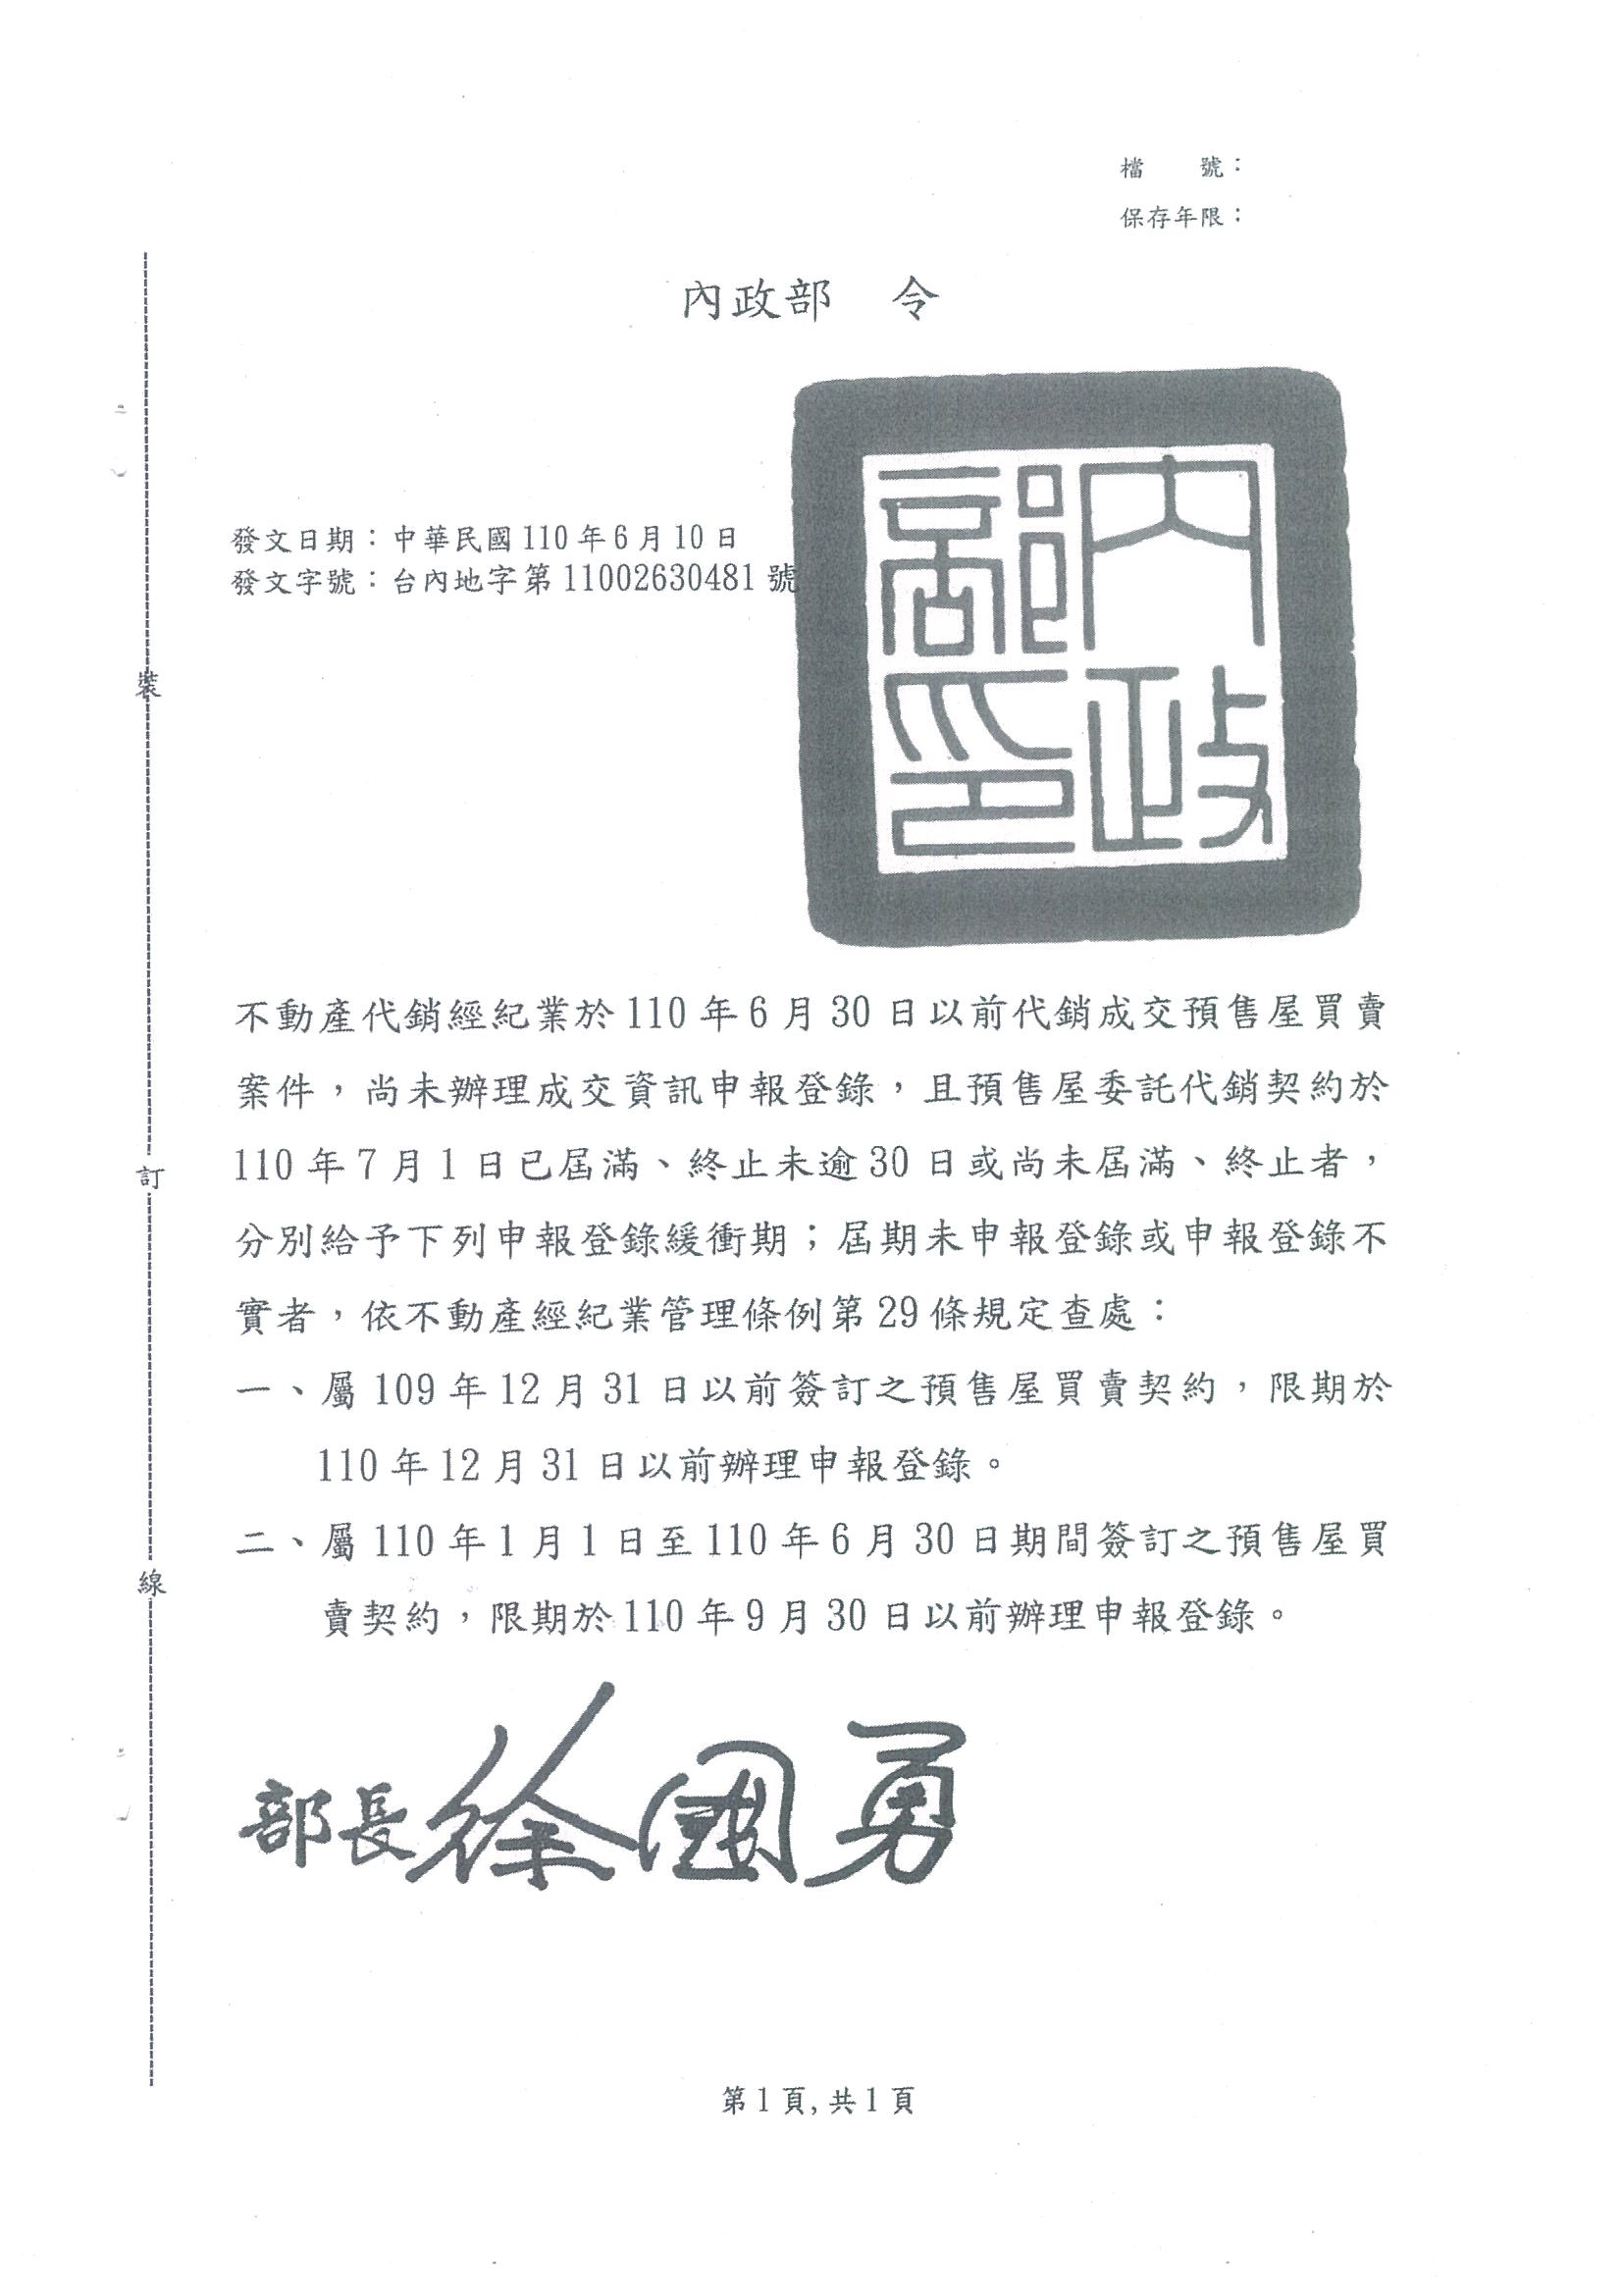 檔　　號：
保存年限：
內政部　令
發文日期：中華民國110年6月10日
發文字號：台內地字第11002630481號
內政部印
不動產代銷經紀業於110年6月30日以前代銷成交預售屋買賣
案件，尚未辦理成交資訊申報登錄，且預售屋委託代銷契約於
110年7月1日已屆滿、終止未逾30日或尚未屆滿、終止者，
分別給予下列申報登錄緩衝期；屆期未申報登錄或申報登錄不
實者，依不動產經紀業管理條例第29條規定查處：
一、屬109年12月31日以前簽訂之預售屋買賣契約，限期於
110年12月31日以前辦理申報登錄。
二、屬110年1月1日至110年6月30日期間簽訂之預售屋買
賣契約，限期於110年9月30日以前辦理申報登錄。
部長徐國勇
裝
訂
線
第1頁,共1頁